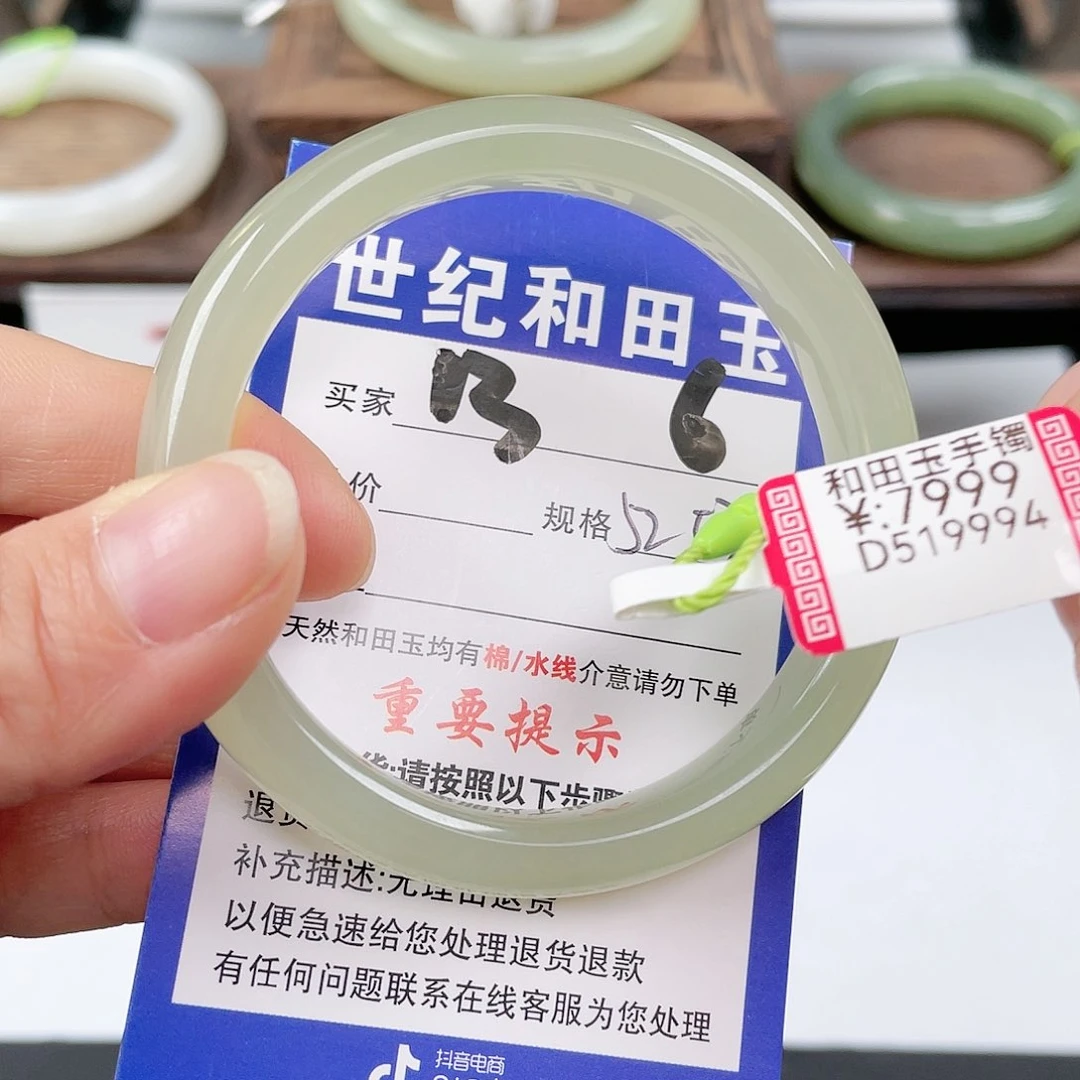 世纪和田玉
买家 B 6
价
规格 52
和田玉手镯
¥:7999
D519994
天然和田玉均有棉/水线介意请勿下单
重要提示
请按照以下步骤
退货
补充描述:无理由退货
以便急速给您处理退货退款
有任何问题联系在线客服为您处理
抖音电商